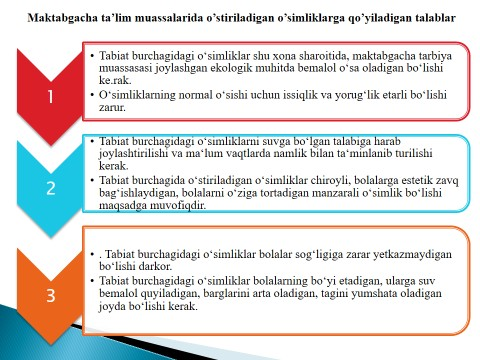 Maktabgacha ta’lim muassalarida o’stiriladigan o’simliklarga qo’yiladigan talablar
1
• Tabiat burchagidagi o‘simliklar shu xona sharoitida, maktabgacha tarbiya
muassasasi joylashgan ekologik muhitda bemalol o‘sa oladigan bo‘lishi
ke.rak.
• O‘simliklarning normal o‘sishi uchun issiqlik va yorug‘lik etarli bo‘lishi
zarur.
2
• Tabiat burchagidagi o‘simliklarni suvga bo‘lgan talabiga harab
joylashtirilishi va ma‘lum vaqtlarda namlik bilan ta‘minlanib turilishi
kerak.
• Tabiat burchagida o‘stiriladigan o‘simliklar chiroyli, bolalarga estetik zavq
bag‘ishlaydigan, bolalarni o‘ziga tortadigan manzarali o‘simlik bo‘lishi
maqsadga muvofiqdir.
3
• . Tabiat burchagidagi o‘simliklar bolalar sog‘ligiga zarar yetkazmaydigan
bo‘lishi darkor.
• Tabiat burchagidagi o‘simliklar bolalarning bo‘yi etadigan, ularga suv
bemalol quyiladigan, barglarini arta oladigan, tagini yumshata oladigan
joyda bo‘lishi kerak.